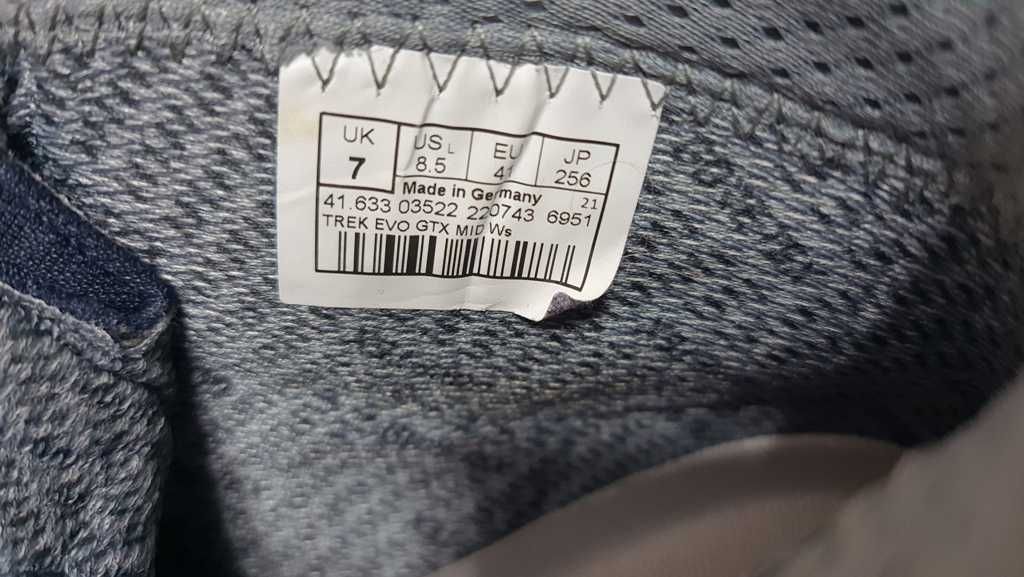 UK US L EU JP
7 8.5 41 256
Made in Germany 21
41.633 03522 220743 6951
TREK EVO GTX MID Ws